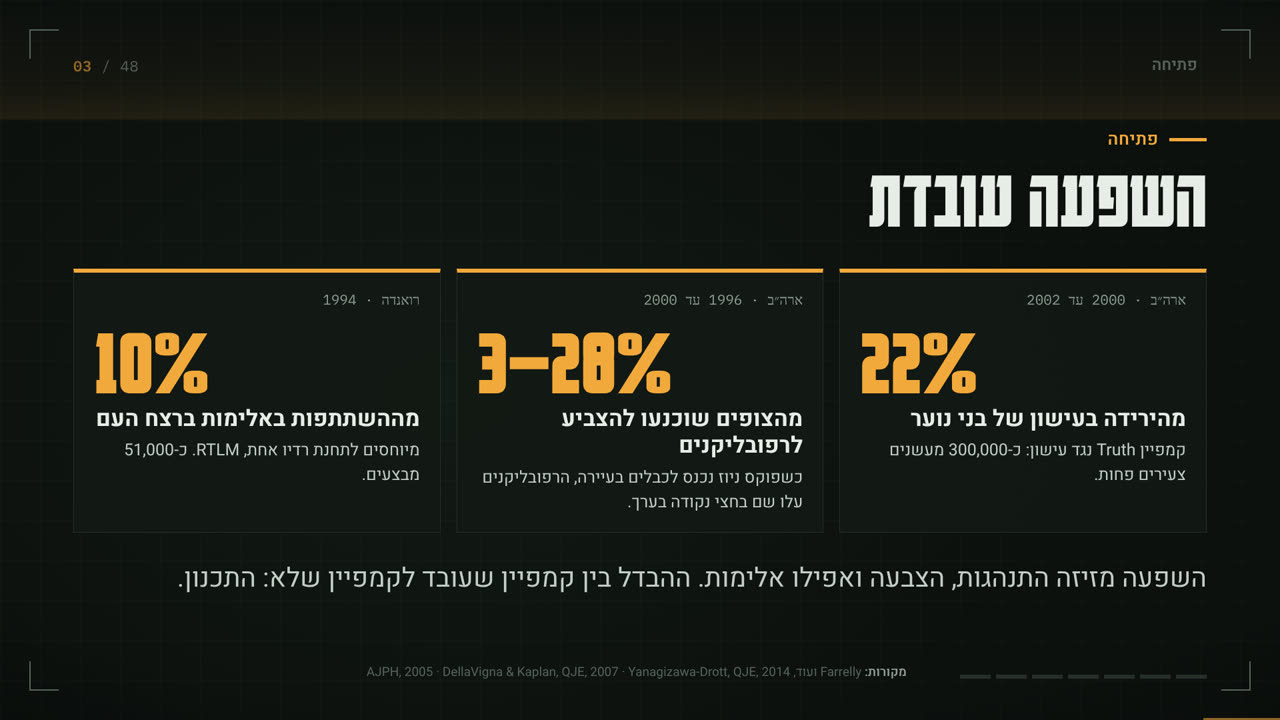 פתיחה
03 / 48
פתיחה
השפעה עובדת
ארה״ב · 2000 עד 2002
22%
מהירידה בעישון של בני נוער
קמפיין Truth נגד עישון: כ-300,000 מעשנים
צעירים פחות.
ארה״ב · 1996 עד 2000
3–28%
מהצופים שוכנעו להצביע
לרפובליקנים
כשפוקס ניוז נכנס לכבלים בעיירה, הרפובליקנים
עלו שם בחצי נקודה בערך.
רואנדה · 1994
10%
מההשתתפות באלימות ברצח העם
מיוחסים לתחנת רדיו אחת, RTLM. כ-51,000
מבצעים.
השפעה מזיזה התנהגות, הצבעה ואפילו אלימות. ההבדל בין קמפיין שעובד לקמפיין שלא: התכנון.
מקורות: Farrelly ועוד, AJPH, 2005 · DellaVigna & Kaplan, QJE, 2007 · Yanagizawa-Drott, QJE, 2014